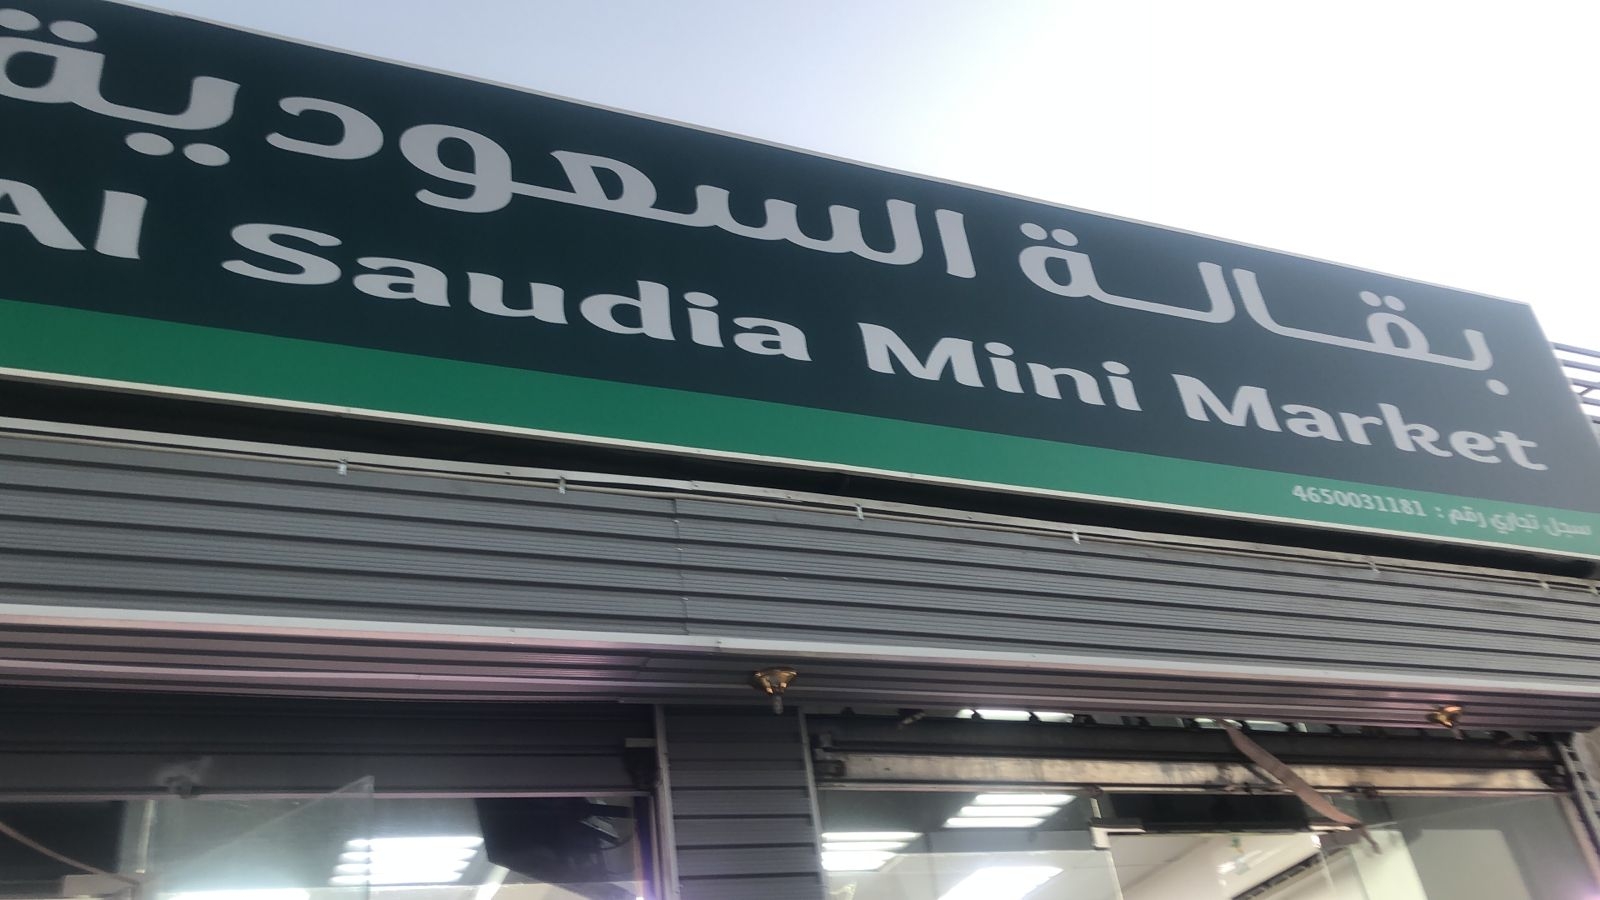 بقالة السعودية
Al Saudia Mini Market
سجل تجاري رقم : 4650031181